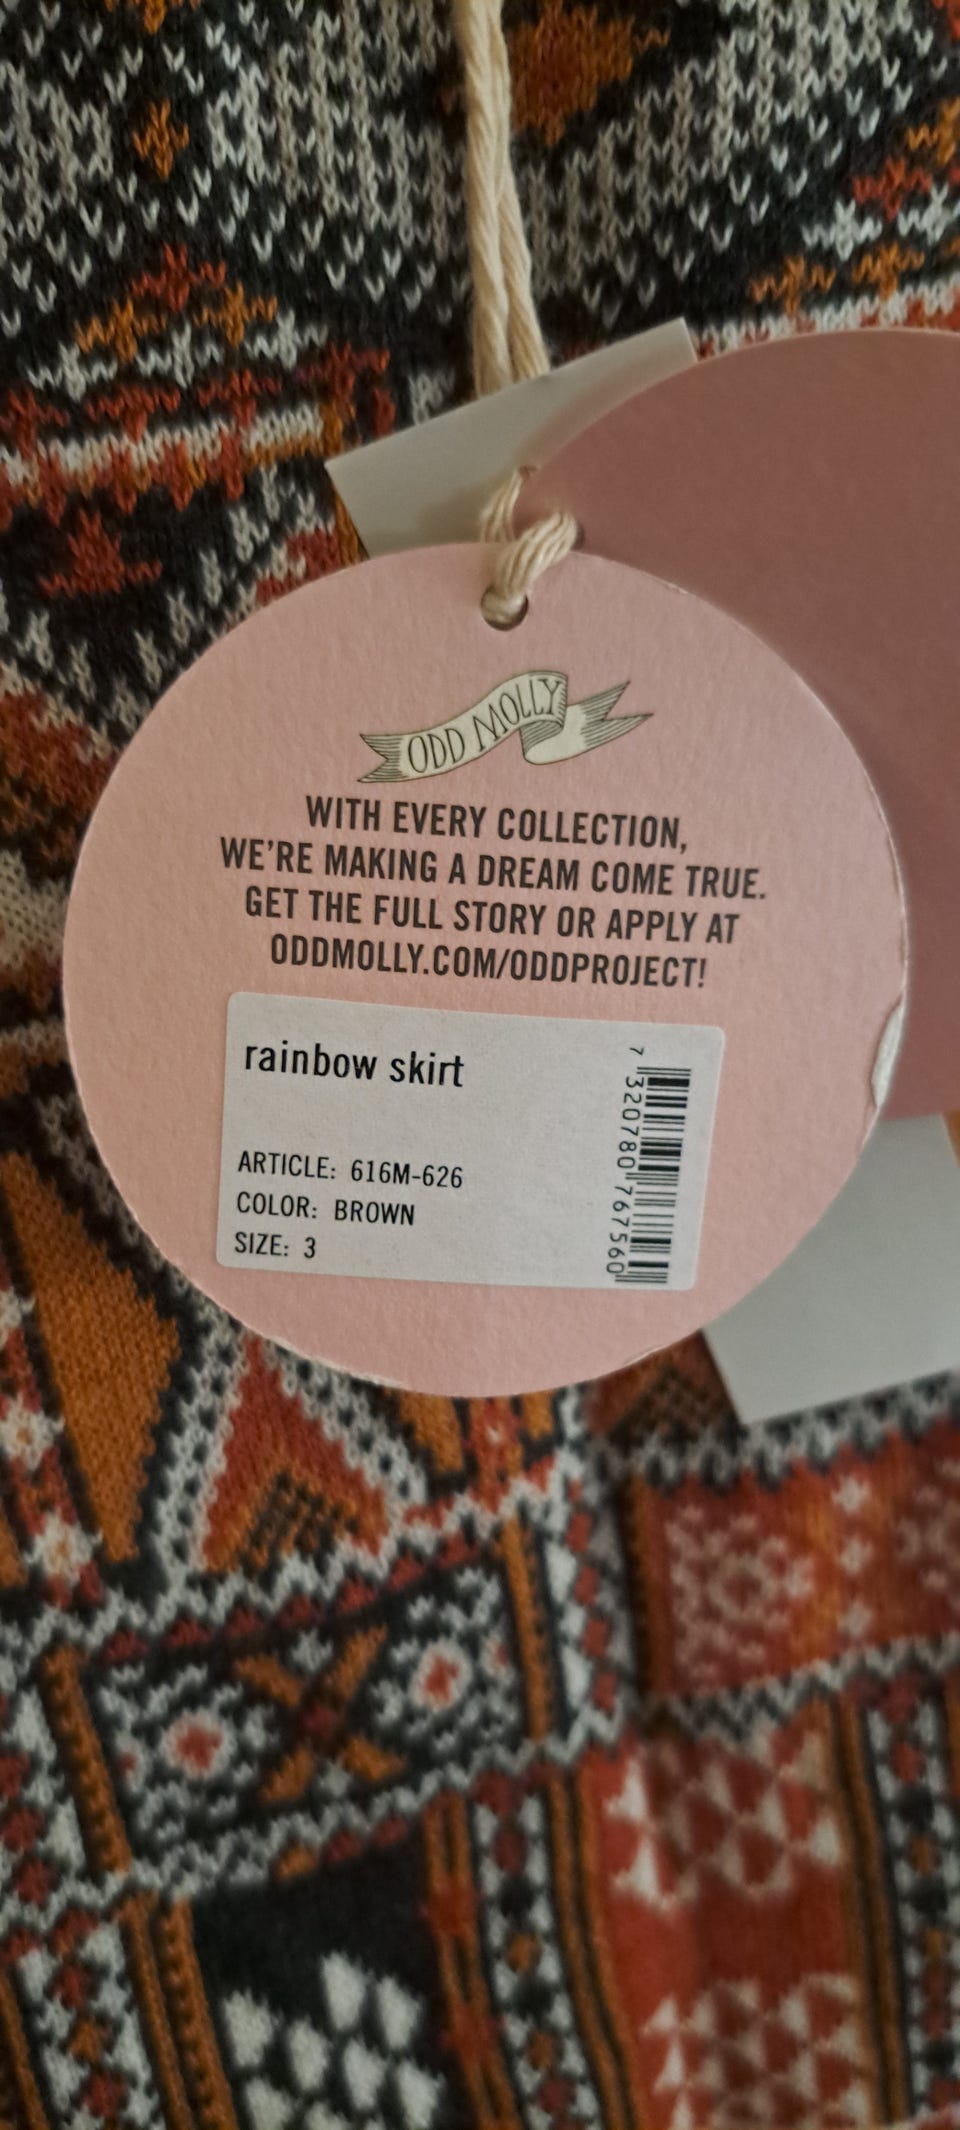 ODD MOLLY
WITH EVERY COLLECTION,
WE'RE MAKING A DREAM COME TRUE.
GET THE FULL STORY OR APPLY AT
ODDMOLLY.COM/ODDPROJECT!
rainbow skirt
ARTICLE: 616M-626
COLOR: BROWN
SIZE: 3
7 320780 767560